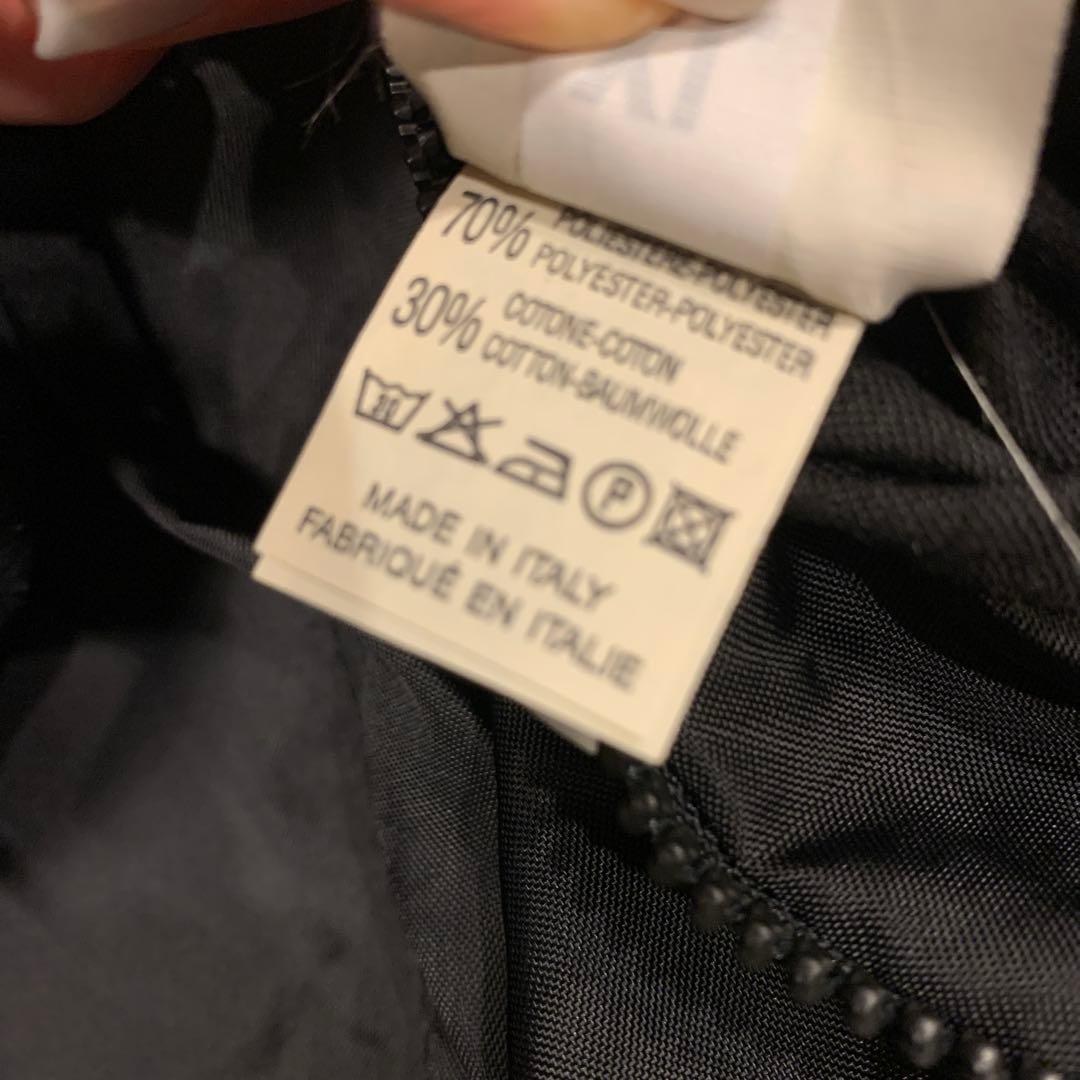 70% POLIESTERE-POLYESTER
POLYESTER-POLYESTER
30% COTONE-COTON
COTTON-BAUMWOLLE
P
MADE IN ITALY
FABRIQUÉ EN ITALIE